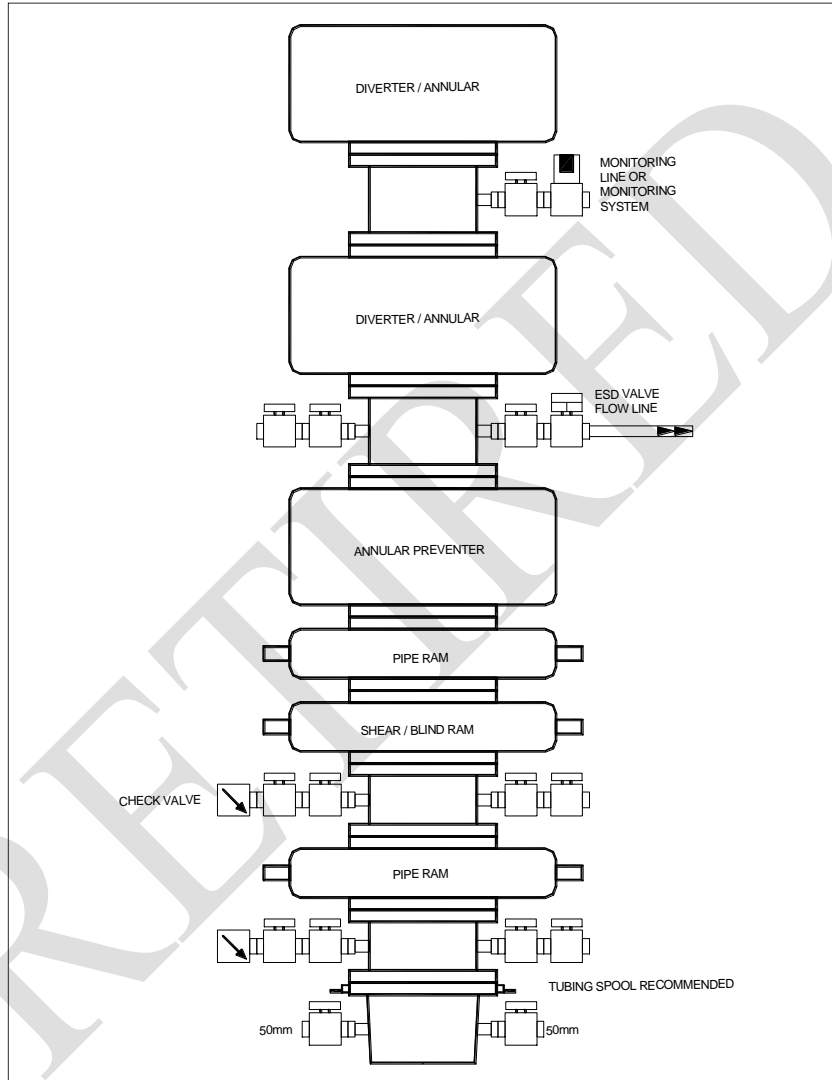 DIVERTER / ANNULAR
MONITORING
LINE OR
MONITORING
SYSTEM
DIVERTER / ANNULAR
ESD VALVE
FLOW LINE
ANNULAR PREVENTER
PIPE RAM
SHEAR / BLIND RAM
CHECK VALVE
PIPE RAM
TUBING SPOOL RECOMMENDED
50mm
50mm
RETIRED